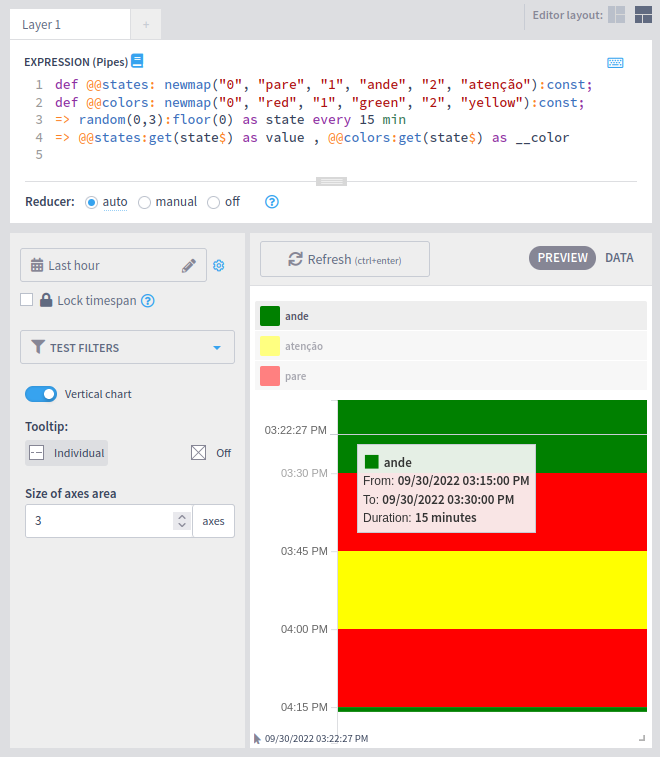 Layer 1
+
Editor layout:
EXPRESSION (Pipes)
1 def @@states: newmap("0", "pare", "1", "ande", "2", "atenção"):const;
2 def @@colors: newmap("0", "red", "1", "green", "2", "yellow"):const;
3 => random(0,3):floor(0) as state every 15 min
4 => @@states:get(state$) as value , @@colors:get(state$) as __color
5
Reducer: auto manual off ?
Last hour
Lock timespan ?
TEST FILTERS
Vertical chart
Tooltip:
Individual Off
Size of axes area
3 axes
Refresh (ctrl+enter)
PREVIEW DATA
ande
atenção
pare
03:22:27 PM
03:30 PM
03:45 PM
04:00 PM
04:15 PM
ande
From: 09/30/2022 03:15:00 PM
To: 09/30/2022 03:30:00 PM
Duration: 15 minutes
09/30/2022 03:22:27 PM